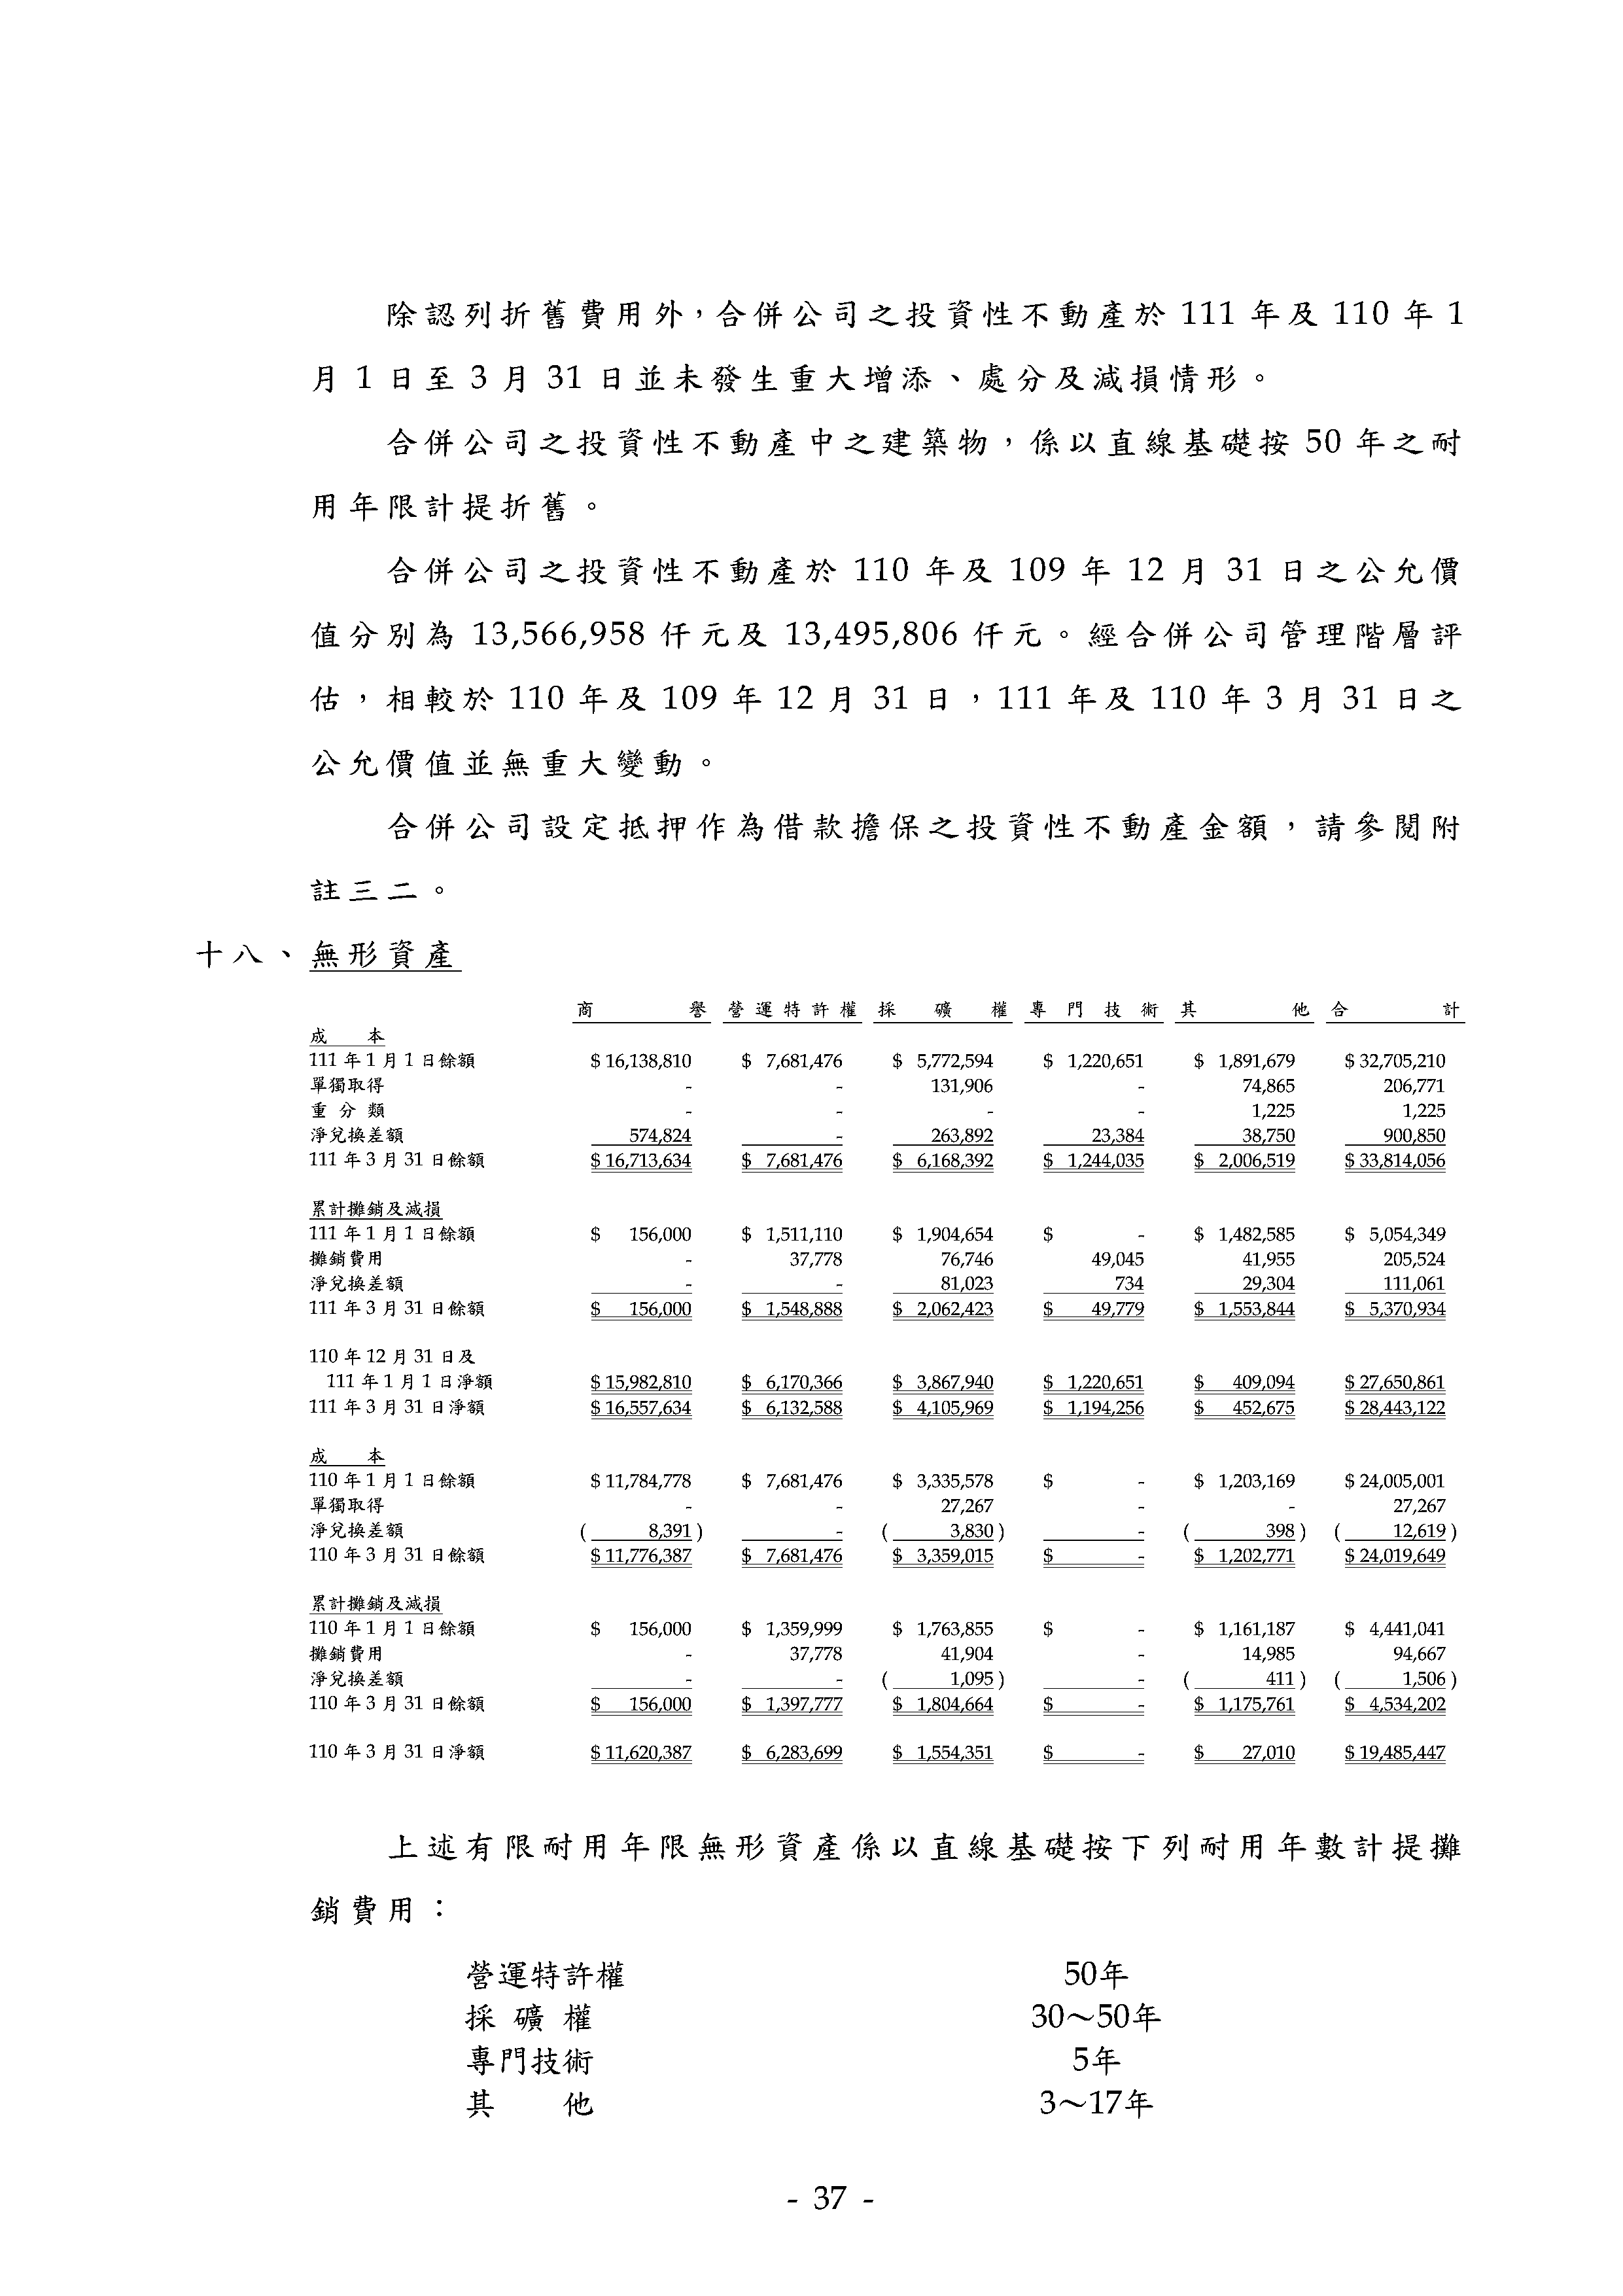 除認列折舊費用外，合併公司之投資性不動產於 111 年及 110 年 1
月 1 日至 3 月 31 日並未發生重大增添、處分及減損情形。
合併公司之投資性不動產中之建築物，係以直線基礎按 50 年之耐
用年限計提折舊。
合併公司之投資性不動產於 110 年及 109 年 12 月 31 日之公允價
值分別為 13,566,958 仟元及 13,495,806 仟元。經合併公司管理階層評
估，相較於 110 年及 109 年 12 月 31 日，111 年及 110 年 3 月 31 日之
公允價值並無重大變動。
合併公司設定抵押作為借款擔保之投資性不動產金額，請參閱附
註三二。
十八、無形資產
商譽 營運特許權 採礦權 專門技術 其他 合計
成本
111 年 1 月 1 日餘額 $ 16,138,810 $ 7,681,476 $ 5,772,594 $ 1,220,651 $ 1,891,679 $ 32,705,210
單獨取得 - - 131,906 - 74,865 206,771
重分類 - - - - 1,225 1,225
淨兌換差額 574,824 - 263,892 23,384 38,750 900,850
111 年 3 月 31 日餘額 $ 16,713,634 $ 7,681,476 $ 6,168,392 $ 1,244,035 $ 2,006,519 $ 33,814,056
累計攤銷及減損
111 年 1 月 1 日餘額 $ 156,000 $ 1,511,110 $ 1,904,654 $ - $ 1,482,585 $ 5,054,349
攤銷費用 - 37,778 76,746 49,045 41,955 205,524
淨兌換差額 - - 81,023 734 29,304 111,061
111 年 3 月 31 日餘額 $ 156,000 $ 1,548,888 $ 2,062,423 $ 49,779 $ 1,553,844 $ 5,370,934
110 年 12 月 31 日及
111 年 1 月 1 日淨額 $ 15,982,810 $ 6,170,366 $ 3,867,940 $ 1,220,651 $ 409,094 $ 27,650,861
111 年 3 月 31 日淨額 $ 16,557,634 $ 6,132,588 $ 4,105,969 $ 1,194,256 $ 452,675 $ 28,443,122
成本
110 年 1 月 1 日餘額 $ 11,784,778 $ 7,681,476 $ 3,335,578 $ - $ 1,203,169 $ 24,005,001
單獨取得 - - 27,267 - - 27,267
淨兌換差額 ( 8,391 ) - ( 3,830 ) - ( 398 ) ( 12,619 )
110 年 3 月 31 日餘額 $ 11,776,387 $ 7,681,476 $ 3,359,015 $ - $ 1,202,771 $ 24,019,649
累計攤銷及減損
110 年 1 月 1 日餘額 $ 156,000 $ 1,359,999 $ 1,763,855 $ - $ 1,161,187 $ 4,441,041
攤銷費用 - 37,778 41,904 - 14,985 94,667
淨兌換差額 - - ( 1,095 ) - ( 411 ) ( 1,506 )
110 年 3 月 31 日餘額 $ 156,000 $ 1,397,777 $ 1,804,664 $ - $ 1,175,761 $ 4,534,202
110 年 3 月 31 日淨額 $ 11,620,387 $ 6,283,699 $ 1,554,351 $ - $ 27,010 $ 19,485,447
上述有限耐用年限無形資產係以直線基礎按下列耐用年數計提攤
銷費用：
營運特許權 50年
採礦權 30～50年
專門技術 5年
其他 3～17年
- 37 -